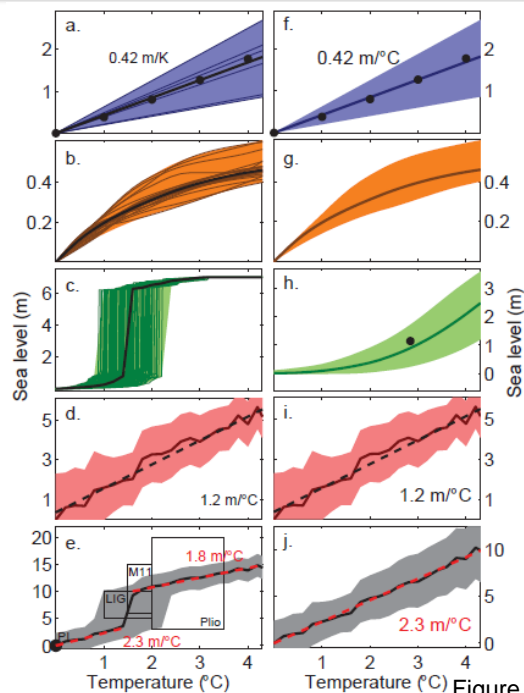 a.
0.42 m/K
2
1
f.
0.42 m/°C
2
1
b.
0.4
0.2
g.
0.4
0.2
Sea level (m)
c.
6
4
2
h.
3
2
1
0
Sea level (m)
d.
5
3
1
1.2 m/°C
i.
5
3
1
1.2 m/°C
e.
20
15
10
5
0
M11
1.8 m/°C
LIG
PI
Plio
2.3 m/°C
j.
10
5
0
2.3 m/°C
0 1 2 3 4
Temperature (°C)
0 1 2 3 4
Temperature (°C)
Figure